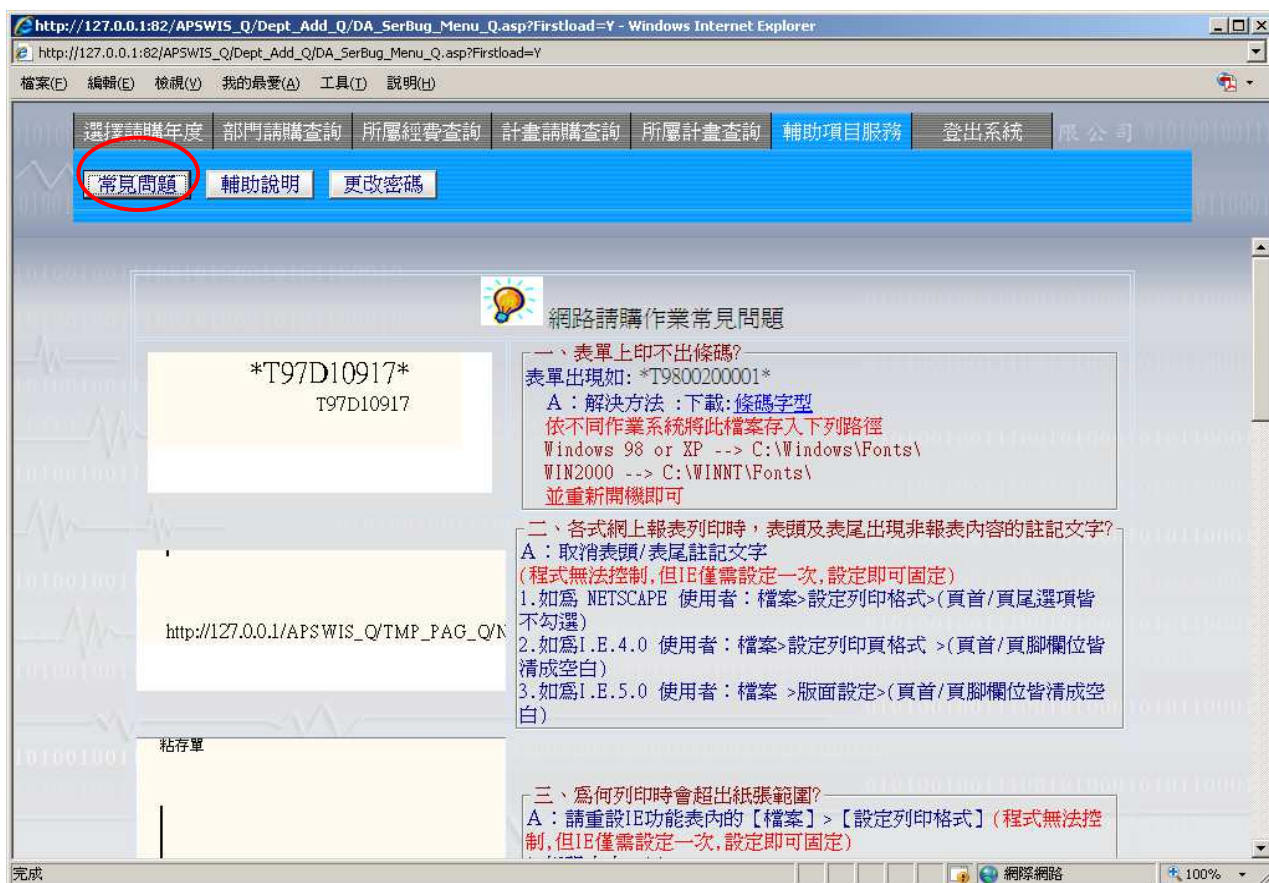 http://127.0.0.1:82/APSWIS_Q/Dept_Add_Q/DA_SerBug_Menu_Q.asp?Firstload=Y - Windows Internet Explorer
http://127.0.0.1:82/APSWIS_Q/Dept_Add_Q/DA_SerBug_Menu_Q.asp?Firstload=Y
檔案(F) 編輯(E) 檢視(V) 我的最愛(A) 工具(T) 說明(H)
選擇請購年度 部門請購查詢 所屬經費查詢 計畫請購查詢 所屬計畫查詢 輔助項目服務 登出系統 限公司
常見問題 輔助說明 更改密碼
網路請購作業常見問題
*T97D10917*
T97D10917
一、表單上印不出條碼?
表單出現如: *T9800200001*
A：解決方法 :下載:條碼字型
依不同作業系統將此檔案存入下列路徑
Windows 98 or XP --> C:\Windows\Fonts\
WIN2000 --> C:\WINNT\Fonts\
並重新開機即可
http://127.0.0.1/APSWIS_Q/TMP_PAG_Q/N
二、各式網上報表列印時，表頭及表尾出現非報表內容的註記文字?
A：取消表頭/表尾註記文字
(程式無法控制,但IE僅需設定一次,設定即可固定)
1.如為 NETSCAPE 使用者：檔案>設定列印格式>(頁首/頁尾選項皆
不勾選)
2.如為I.E.4.0 使用者：檔案>設定列印頁格式 >(頁首/頁腳欄位皆
清成空白)
3.如為I.E.5.0 使用者：檔案 >版面設定>(頁首/頁腳欄位皆清成空
白)
粘存單
三、為何列印時會超出紙張範圍?
A：請重設IE功能表內的【檔案】>【設定列印格式】(程式無法控
制,但IE僅需設定一次,設定即可固定)
完成
網際網路
100%